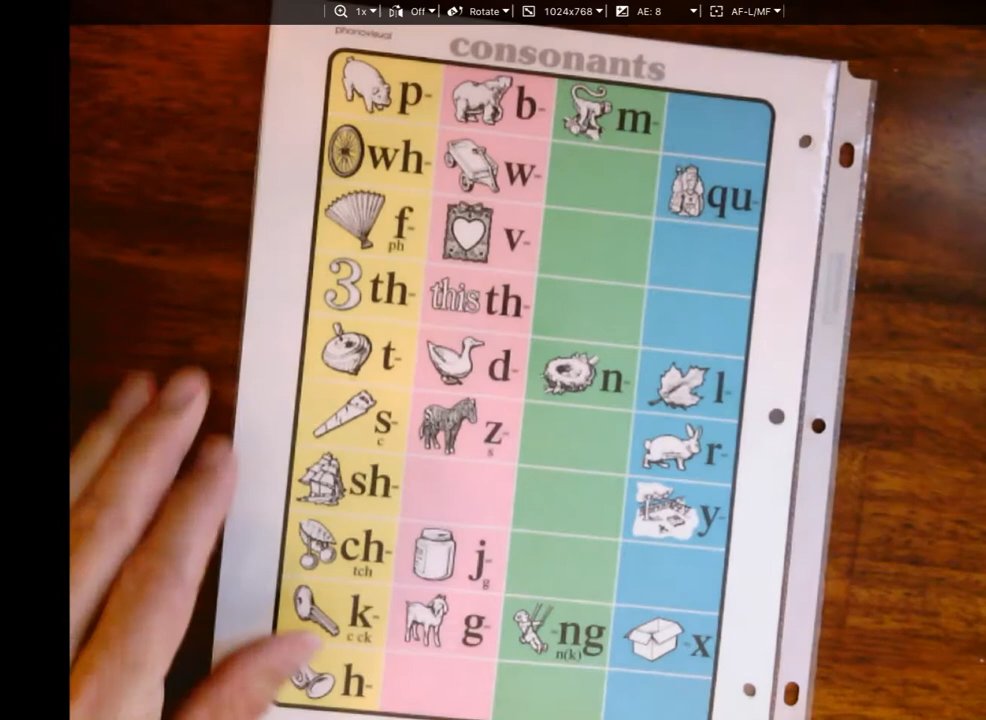 1x Off Rotate 1024x768 AE: 8 AF-L/MF
phonovisual
consonants
p- b- m-
wh- w- qu-
f- v-
ph
3 th- this th-
t- d- n- l-
s- z- r-
c s
sh- y-
ch- j-
tch g
k- g- -ng -x
c ck n(k)
h-